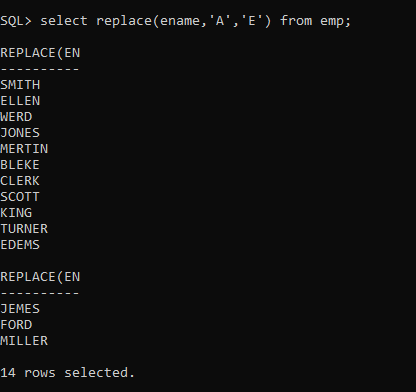 SQL> select replace(ename,'A','E') from emp;
REPLACE(EN
----------
SMITH
ELLEN
WERD
JONES
MERTIN
BLEKE
CLERK
SCOTT
KING
TURNER
EDEMS
REPLACE(EN
----------
JEMES
FORD
MILLER
14 rows selected.